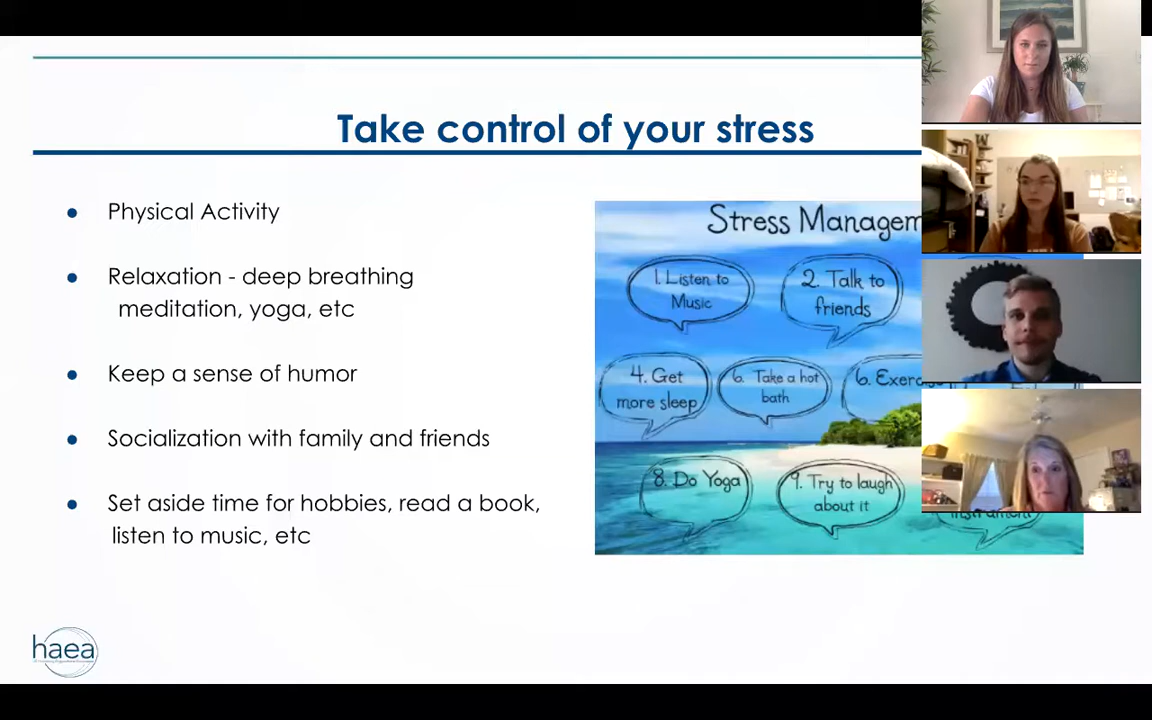 Take control of your stress
● Physical Activity
● Relaxation - deep breathing
meditation, yoga, etc
● Keep a sense of humor
● Socialization with family and friends
● Set aside time for hobbies, read a book,
listen to music, etc
Stress Managem
1. Listen to
Music
2. Talk to
friends
4. Get
more sleep
6. Take a hot
bath
6. Exerc
8. Do Yoga
9. Try to laugh
about it
haea